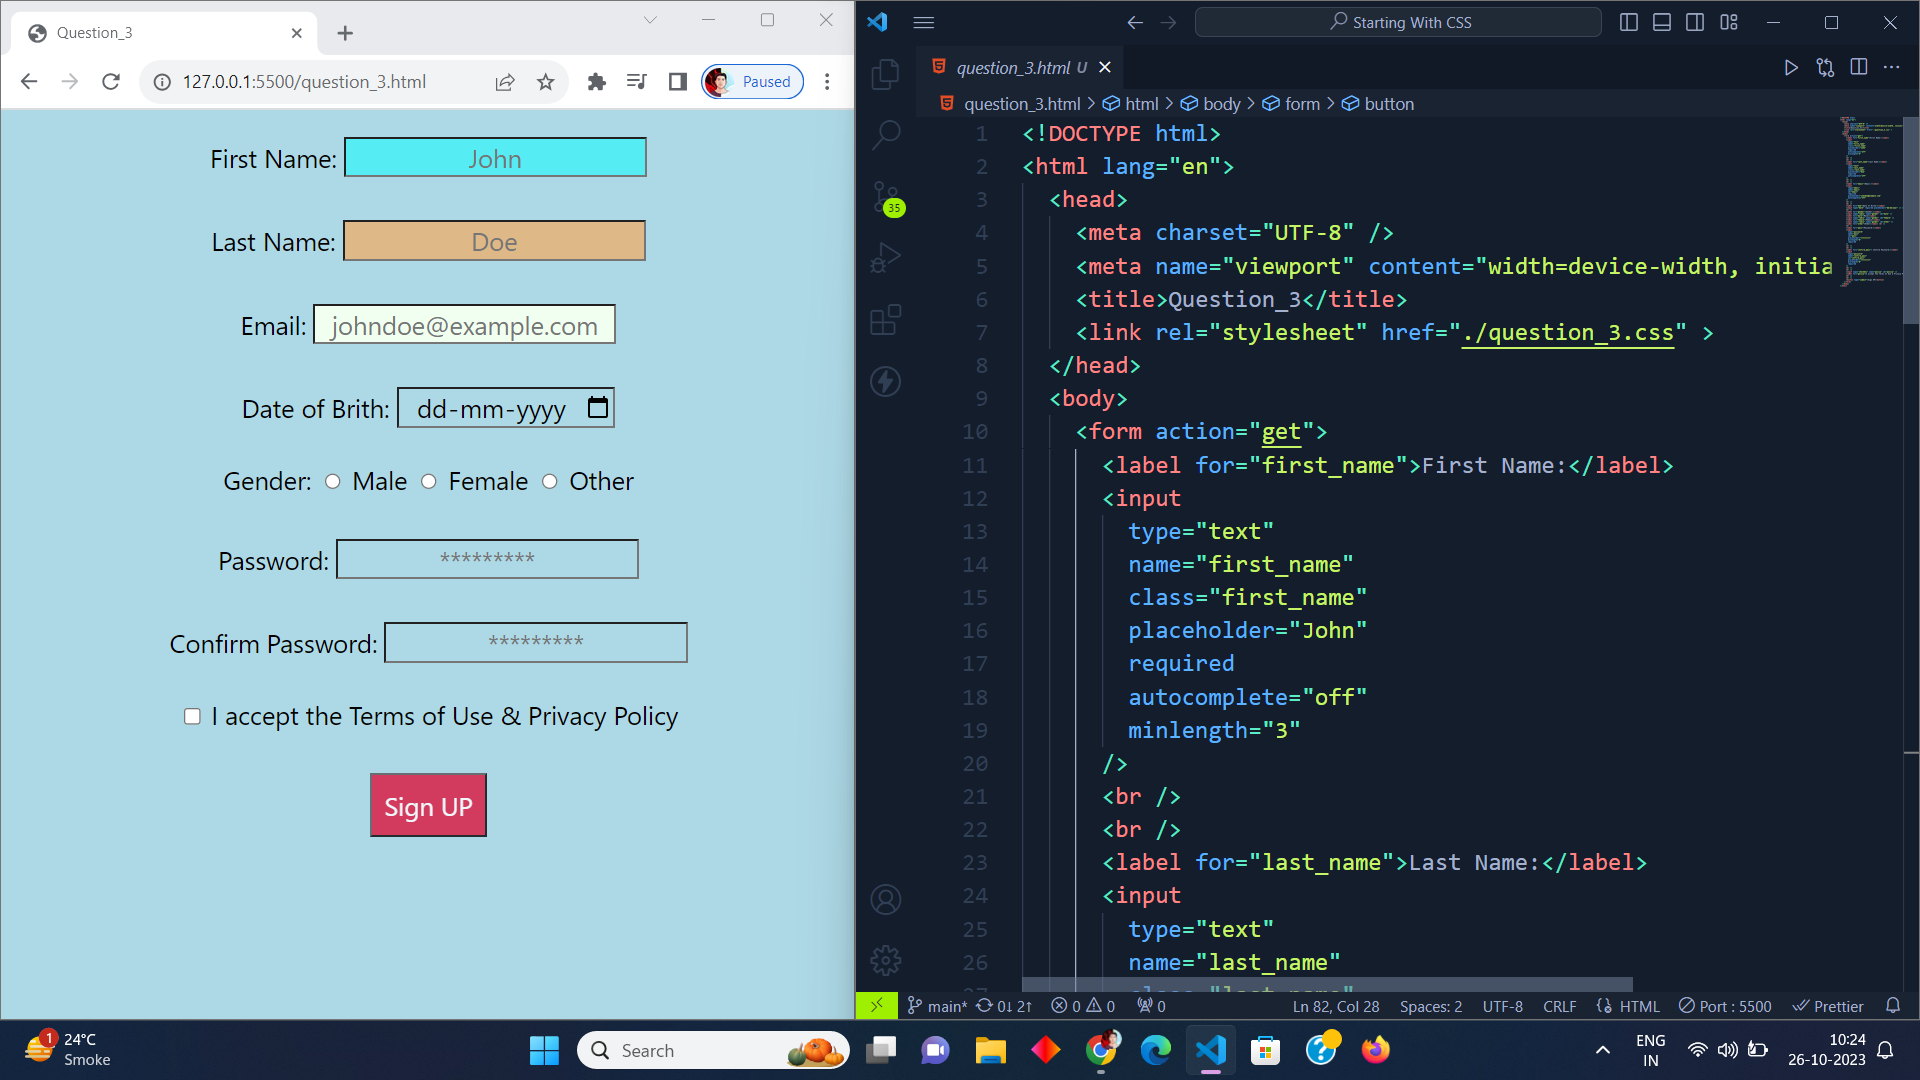 Question_3
127.0.0.1:5500/question_3.html
Paused
First Name: John
Last Name: Doe
Email: johndoe@example.com
Date of Brith: dd-mm-yyyy
Gender: Male Female Other
Password: *********
Confirm Password: *********
I accept the Terms of Use & Privacy Policy
Sign UP
Starting With CSS
question_3.html U
question_3.html > html > body > form > button
35
1 <!DOCTYPE html>
2 <html lang="en">
3 <head>
4 <meta charset="UTF-8" />
5 <meta name="viewport" content="width=device-width, initia
6 <title>Question_3</title>
7 <link rel="stylesheet" href="./question_3.css" >
8 </head>
9 <body>
10 <form action="get">
11 <label for="first_name">First Name:</label>
12 <input
13 type="text"
14 name="first_name"
15 class="first_name"
16 placeholder="John"
17 required
18 autocomplete="off"
19 minlength="3"
20 />
21 <br />
22 <br />
23 <label for="last_name">Last Name:</label>
24 <input
25 type="text"
26 name="last_name"
27 class="last_name"
main* 0↓ 2↑ 0 0 0 Ln 82, Col 28 Spaces: 2 UTF-8 CRLF HTML Port : 5500 Prettier
1
24°C
Smoke
Search
ENG
IN
10:24
26-10-2023